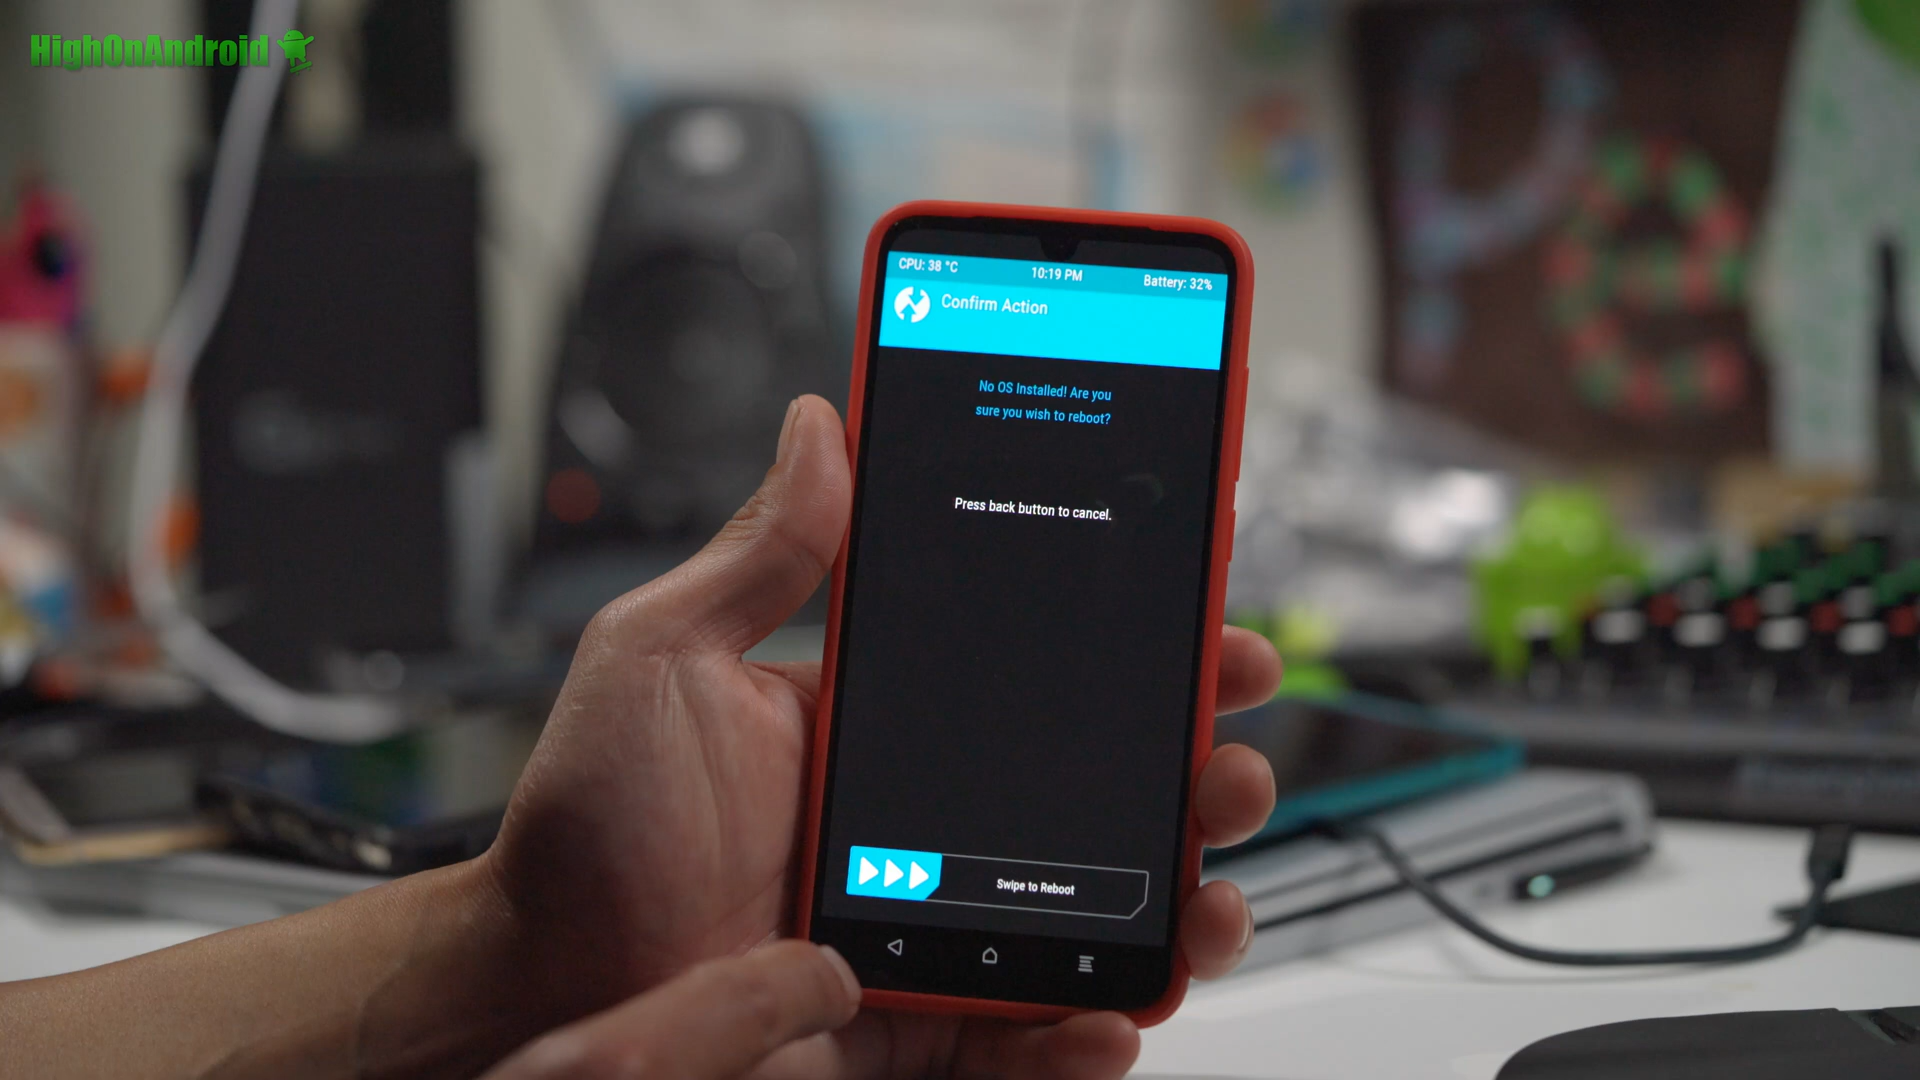 HighOnAndroid
CPU: 38 °C 10:19 PM Battery: 32%
Confirm Action
No OS Installed! Are you
sure you wish to reboot?
Press back button to cancel.
Swipe to Reboot